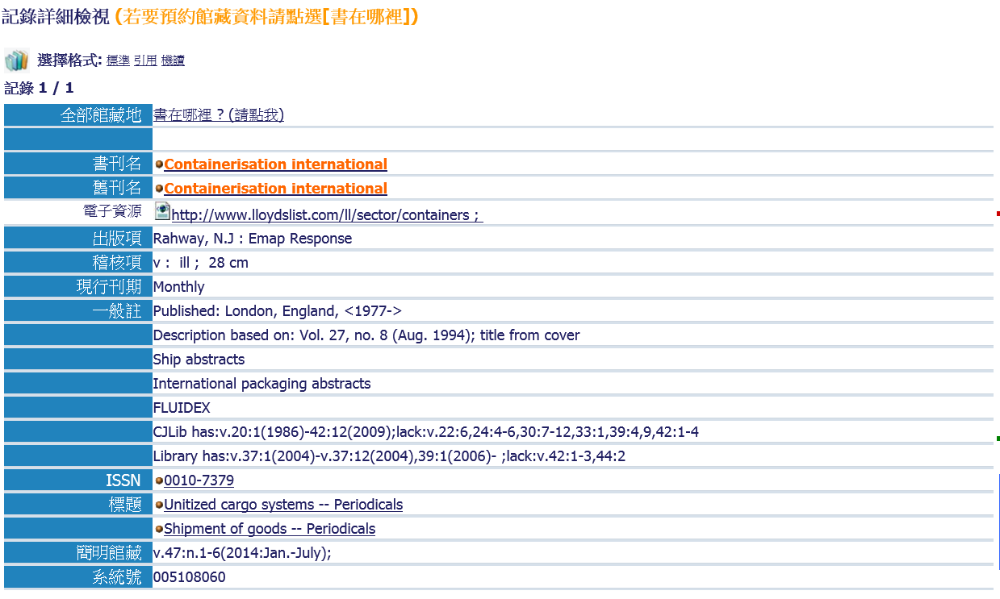 記錄詳細檢視 (若要預約館藏資料請點選[書在哪裡])
選擇格式: 標準 引用 機讀
記錄 1 / 1
全部館藏地 書在哪裡 ? (請點我)
書刊名 Containerisation international
舊刊名 Containerisation international
電子資源 http://www.lloydslist.com/ll/sector/containers ;
出版項 Rahway, N.J : Emap Response
稽核項 v : ill ; 28 cm
現行刊期 Monthly
一般註 Published: London, England, <1977->
Description based on: Vol. 27, no. 8 (Aug. 1994); title from cover
Ship abstracts
International packaging abstracts
FLUIDEX
CJLib has:v.20:1(1986)-42:12(2009);lack:v.22:6,24:4-6,30:7-12,33:1,39:4,9,42:1-4
Library has:v.37:1(2004)-v.37:12(2004),39:1(2006)- ;lack:v.42:1-3,44:2
ISSN 0010-7379
標題 Unitized cargo systems -- Periodicals
Shipment of goods -- Periodicals
簡明館藏 v.47:n.1-6(2014:Jan.-July);
系統號 005108060